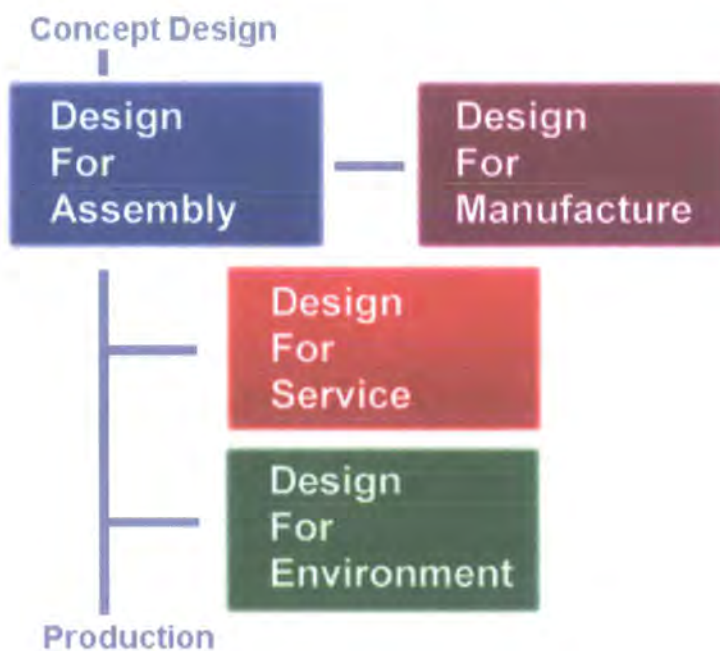 Concept Design
Design
For
Assembly
Design
For
Manufacture
Design
For
Service
Design
For
Environment
Production